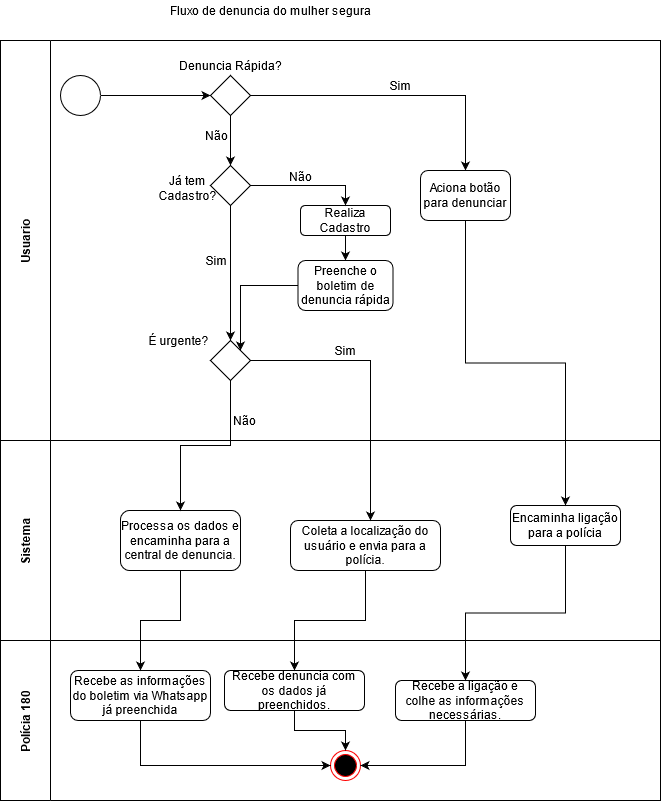 Fluxo de denuncia do mulher segura
Usuario
Denuncia Rápida?
Sim
Não
Já tem
Cadastro?
Não
Aciona botão
para denunciar
Realiza
Cadastro
Sim
Preenche o
boletim de
denuncia rápida
É urgente?
Sim
Não
Sistema
Processa os dados e
encaminha para a
central de denuncia.
Coleta a localização do
usuário e envia para a
polícia.
Encaminha ligação
para a polícia
Polícia 180
Recebe as informações
do boletim via Whatsapp
já preenchida
Recebe denuncia com
os dados já
preenchidos.
Recebe a ligação e
colhe as informações
necessárias.